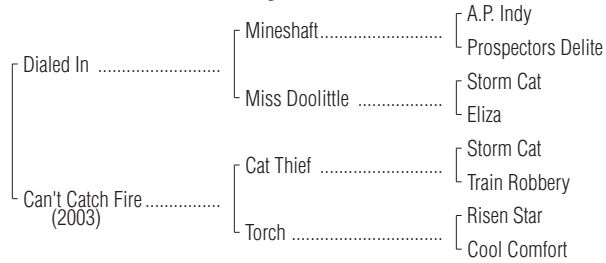 A.P. Indy
Mineshaft
Prospectors Delite
Dialed In
Storm Cat
Miss Doolittle
Eliza
Storm Cat
Cat Thief
Train Robbery
Can't Catch Fire
(2003)
Risen Star
Torch
Cool Comfort